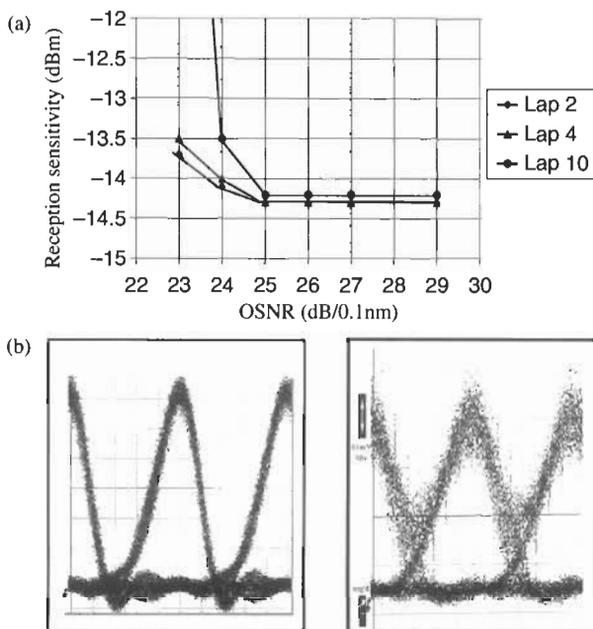 (a)
Reception sensitivity (dBm)
−12
−12.5
−13
−13.5
−14
−14.5
−15
22 23 24 25 26 27 28 29 30
OSNR (dB/0.1nm)
Lap 2
Lap 4
Lap 10
(b)